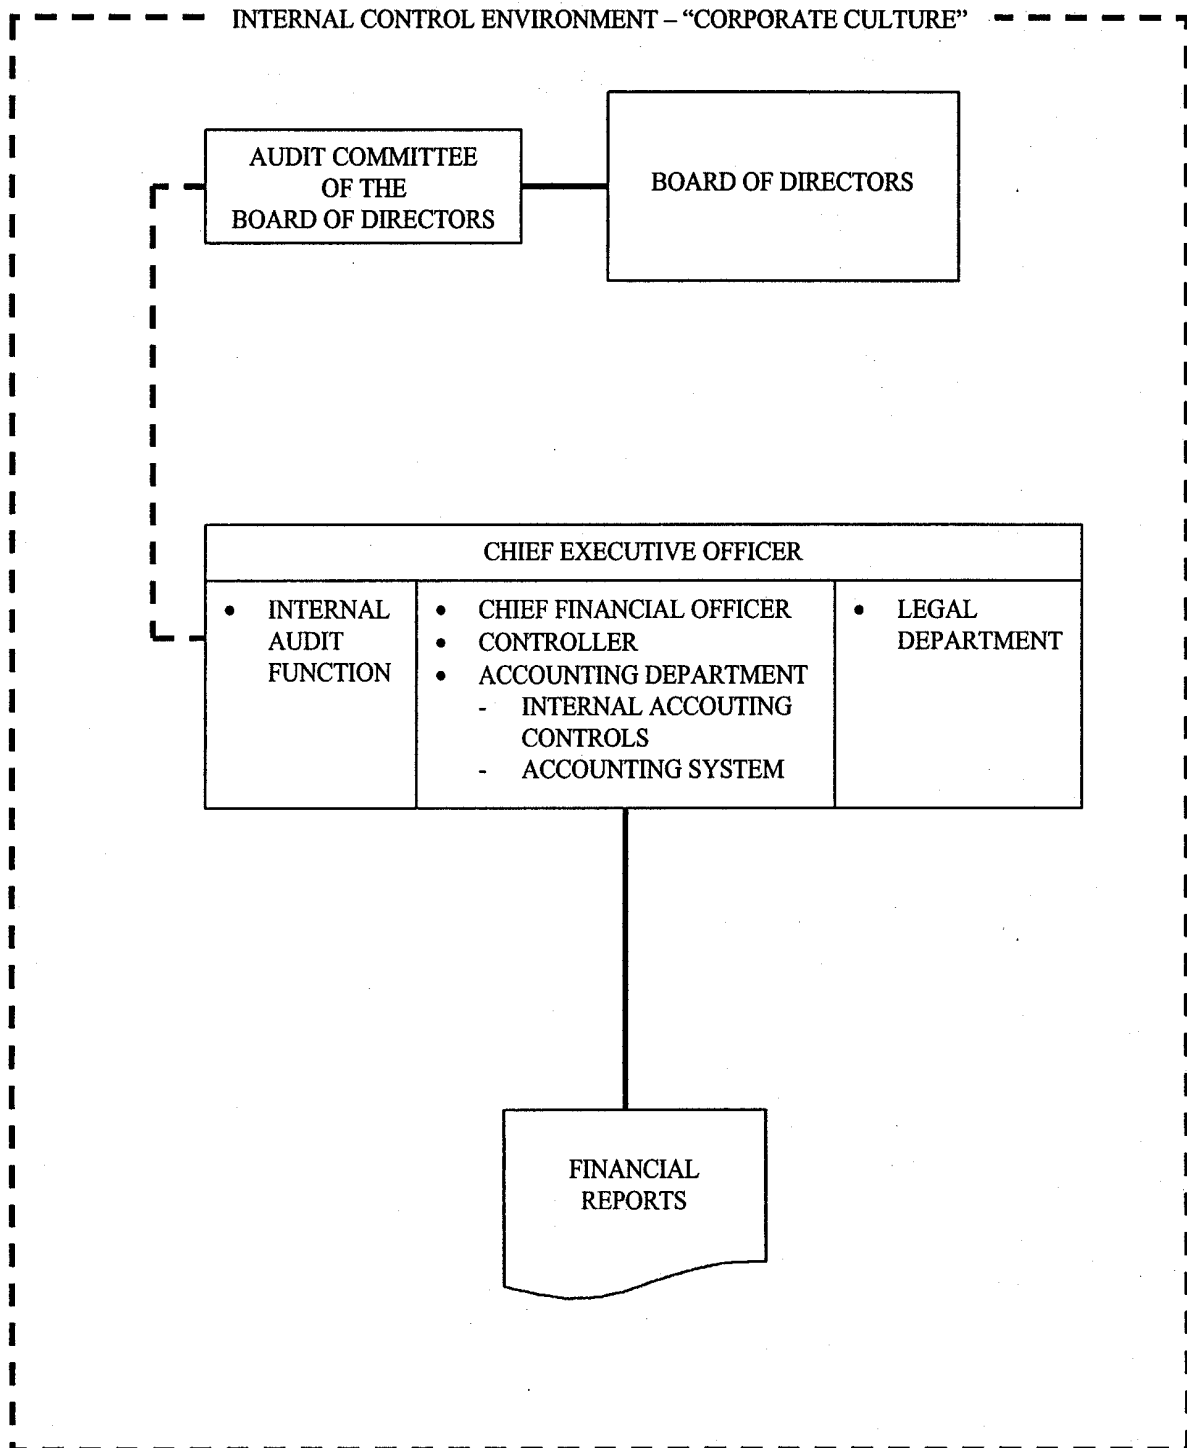 INTERNAL CONTROL ENVIRONMENT – “CORPORATE CULTURE”
AUDIT COMMITTEE
OF THE
BOARD OF DIRECTORS
BOARD OF DIRECTORS
CHIEF EXECUTIVE OFFICER
• INTERNAL
AUDIT
FUNCTION
• CHIEF FINANCIAL OFFICER
• CONTROLLER
• ACCOUNTING DEPARTMENT
- INTERNAL ACCOUTING
CONTROLS
- ACCOUNTING SYSTEM
• LEGAL
DEPARTMENT
FINANCIAL
REPORTS